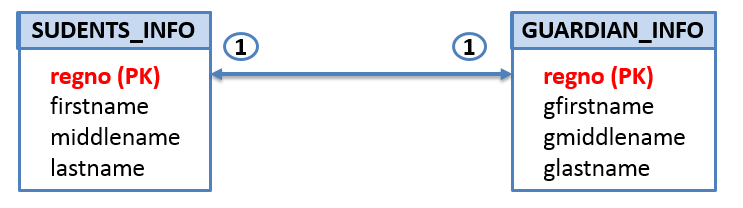 SUDENTS_INFO
regno (PK)
firstname
middlename
lastname
1
1
GUARDIAN_INFO
regno (PK)
gfirstname
gmiddlename
glastname